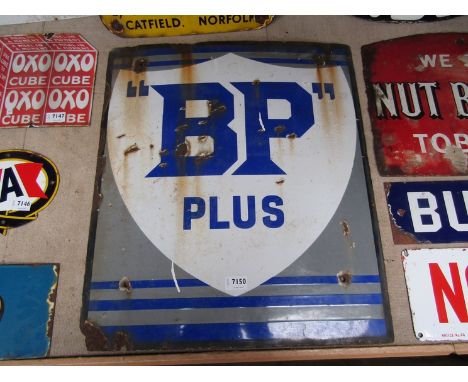 CATFIELD. NORFOLK
OXO OXO
CUBE CUBE
OXO OXO
CUBE CUBE
7147
"BP"
PLUS
7150
WE
NUT
TOB
A
7146
BU
NO